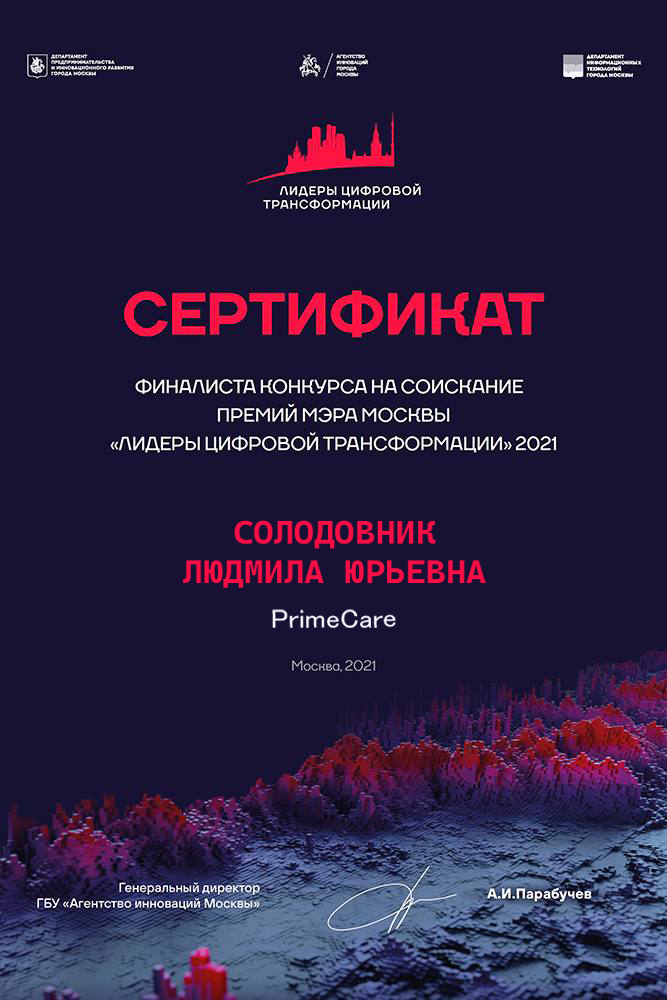 ДЕПАРТАМЕНТ
ПРЕДПРИНИМАТЕЛЬСТВА
И ИННОВАЦИОННОГО РАЗВИТИЯ
ГОРОДА МОСКВЫ
АГЕНТСТВО
ИННОВАЦИЙ
ГОРОДА
МОСКВЫ
ДЕПАРТАМЕНТ
ИНФОРМАЦИОННЫХ
ТЕХНОЛОГИЙ
ГОРОДА МОСКВЫ
ЛИДЕРЫ ЦИФРОВОЙ
ТРАНСФОРМАЦИИ
СЕРТИФИКАТ
ФИНАЛИСТА КОНКУРСА НА СОИСКАНИЕ
ПРЕМИЙ МЭРА МОСКВЫ
«ЛИДЕРЫ ЦИФРОВОЙ ТРАНСФОРМАЦИИ» 2021
СОЛОДОВНИК
ЛЮДМИЛА ЮРЬЕВНА
PrimeCare
Москва, 2021
Генеральный директор
ГБУ «Агентство инноваций Москвы»
А.И.Парабучев